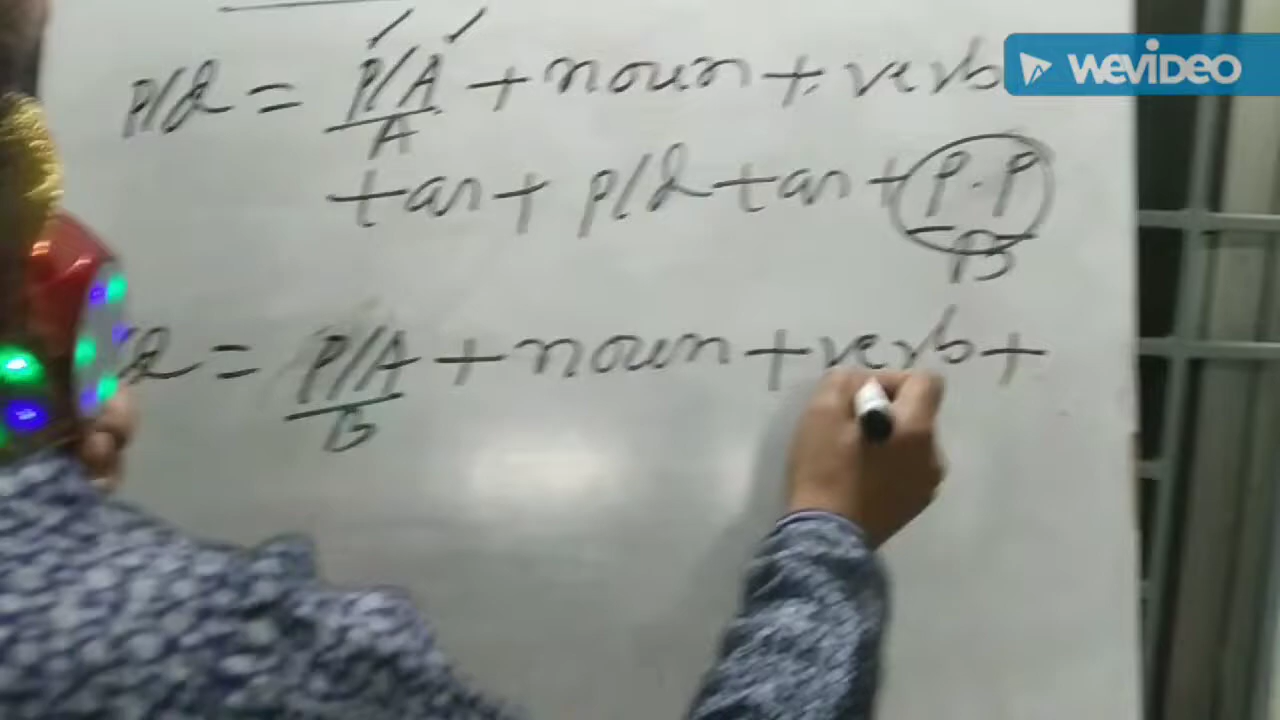 P/2 = P/A + noun + verb
WEVIDEO
A
+ an + P/2 + an + P.P
B
2 = P/A + noun + verb +
B